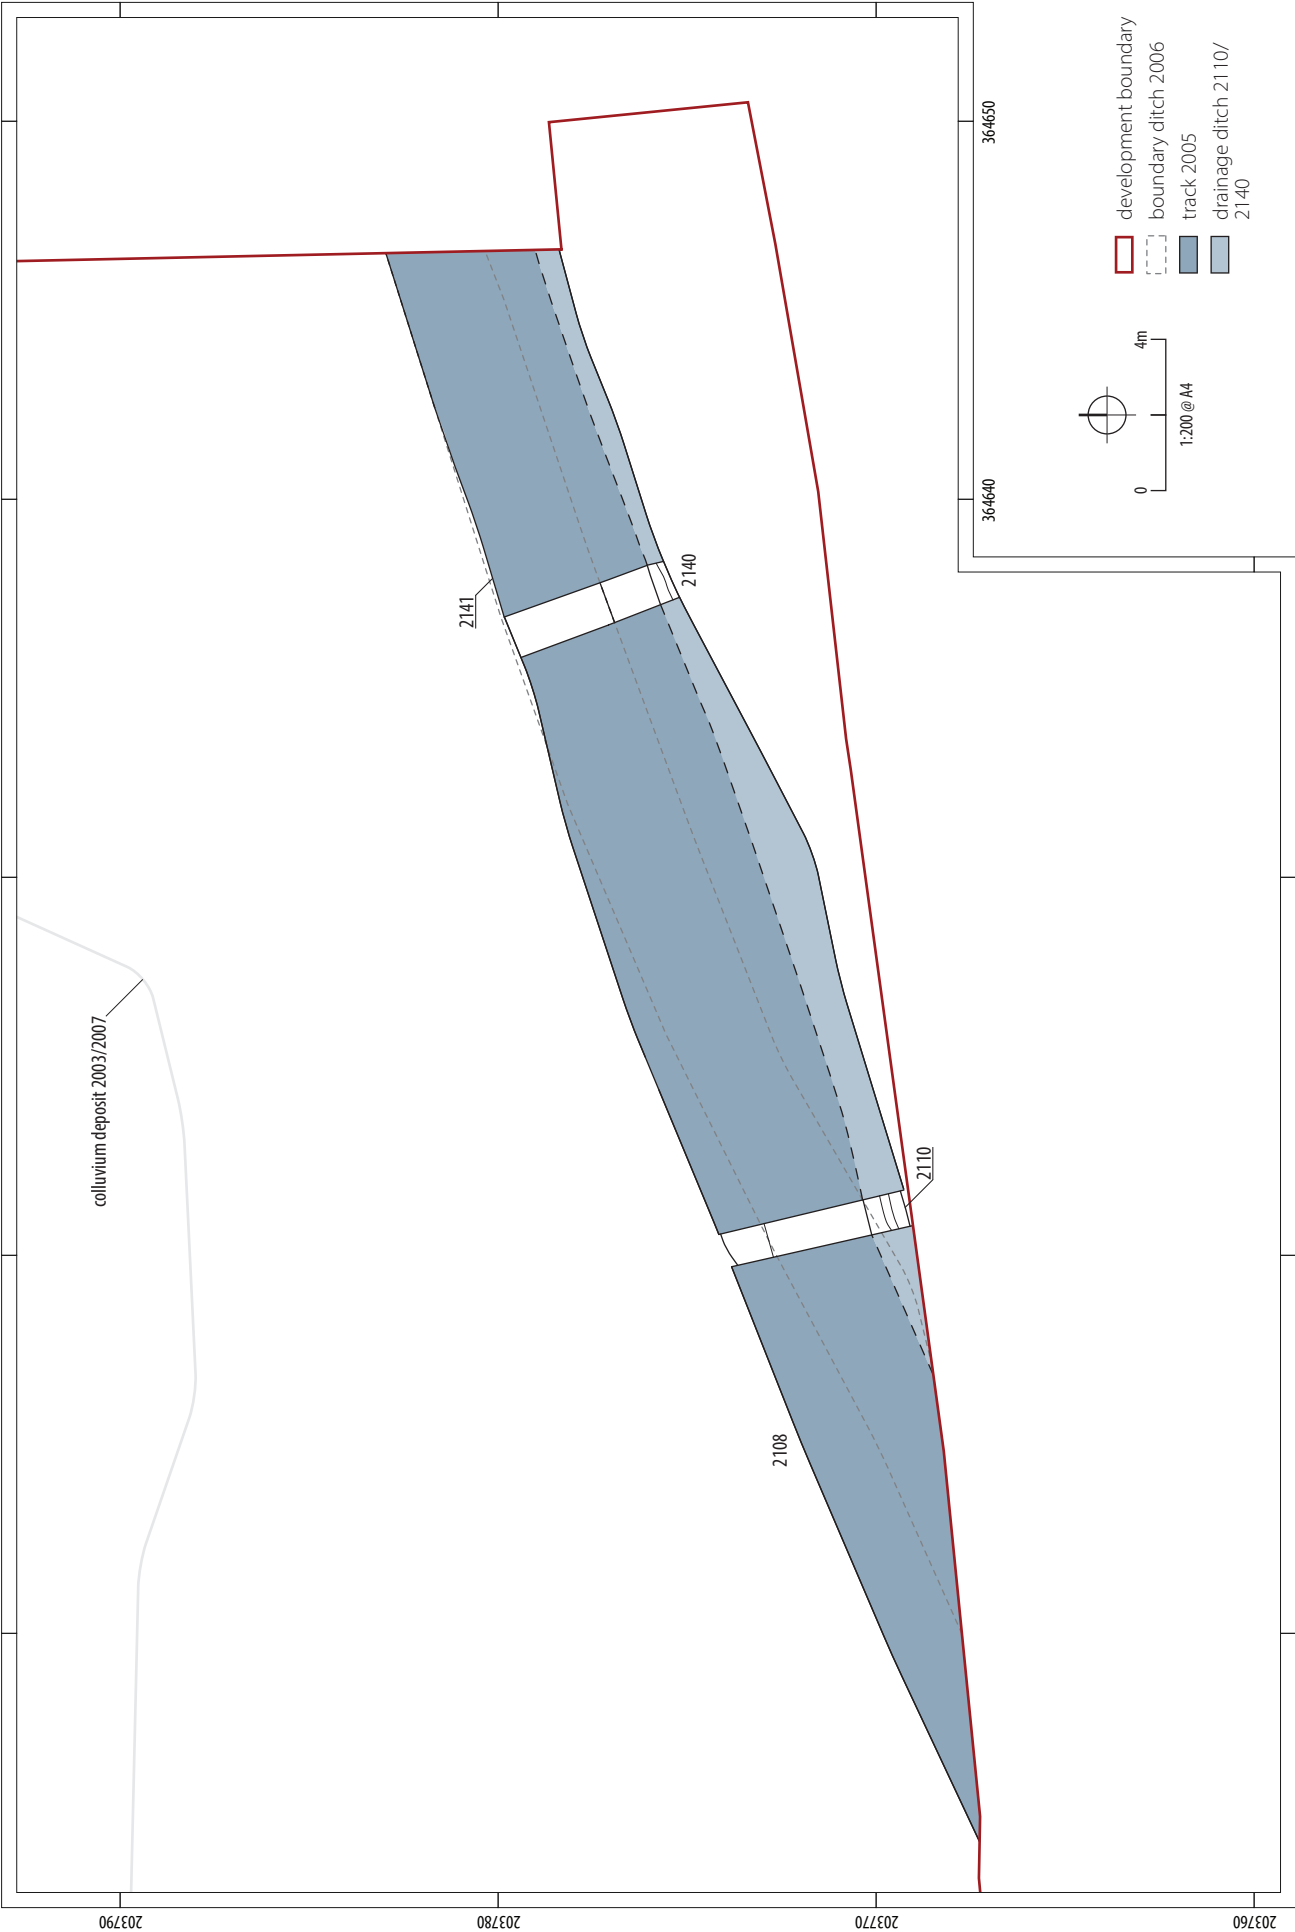 colluvium deposit 2003/2007
2141
2140
2108
2110
203790
203780
203770
203760
364640
364650
0
4m
1:200 @ A4
development boundary
boundary ditch 2006
track 2005
drainage ditch 2110/
2140